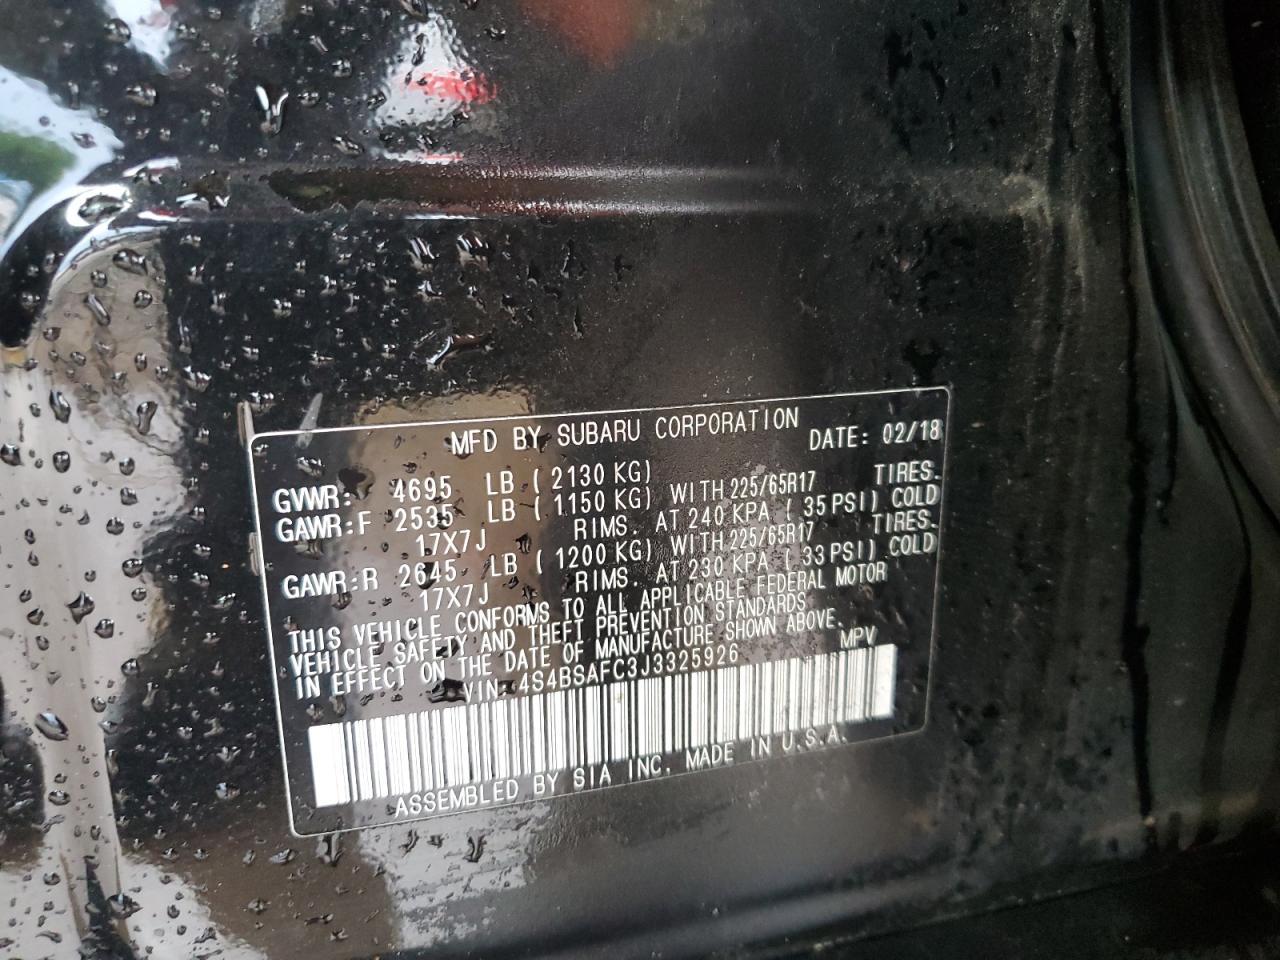 MFD BY SUBARU CORPORATION DATE: 02/18
GVWR: 4695 LB ( 2130 KG)
GAWR:F 2535 LB ( 1150 KG) WITH 225/65R17 TIRES.
17X7J RIMS. AT 240 KPA ( 35 PSI) COLD
GAWR:R 2645 LB ( 1200 KG) WITH 225/65R17 TIRES.
17X7J RIMS. AT 230 KPA ( 33 PSI) COLD
THIS VEHICLE CONFORMS TO ALL APPLICABLE FEDERAL MOTOR
VEHICLE SAFETY AND THEFT PREVENTION STANDARDS
IN EFFECT ON THE DATE OF MANUFACTURE SHOWN ABOVE.
VIN: 4S4BSAFC3J3325926 MPV
ASSEMBLED BY SIA INC. MADE IN U.S.A.